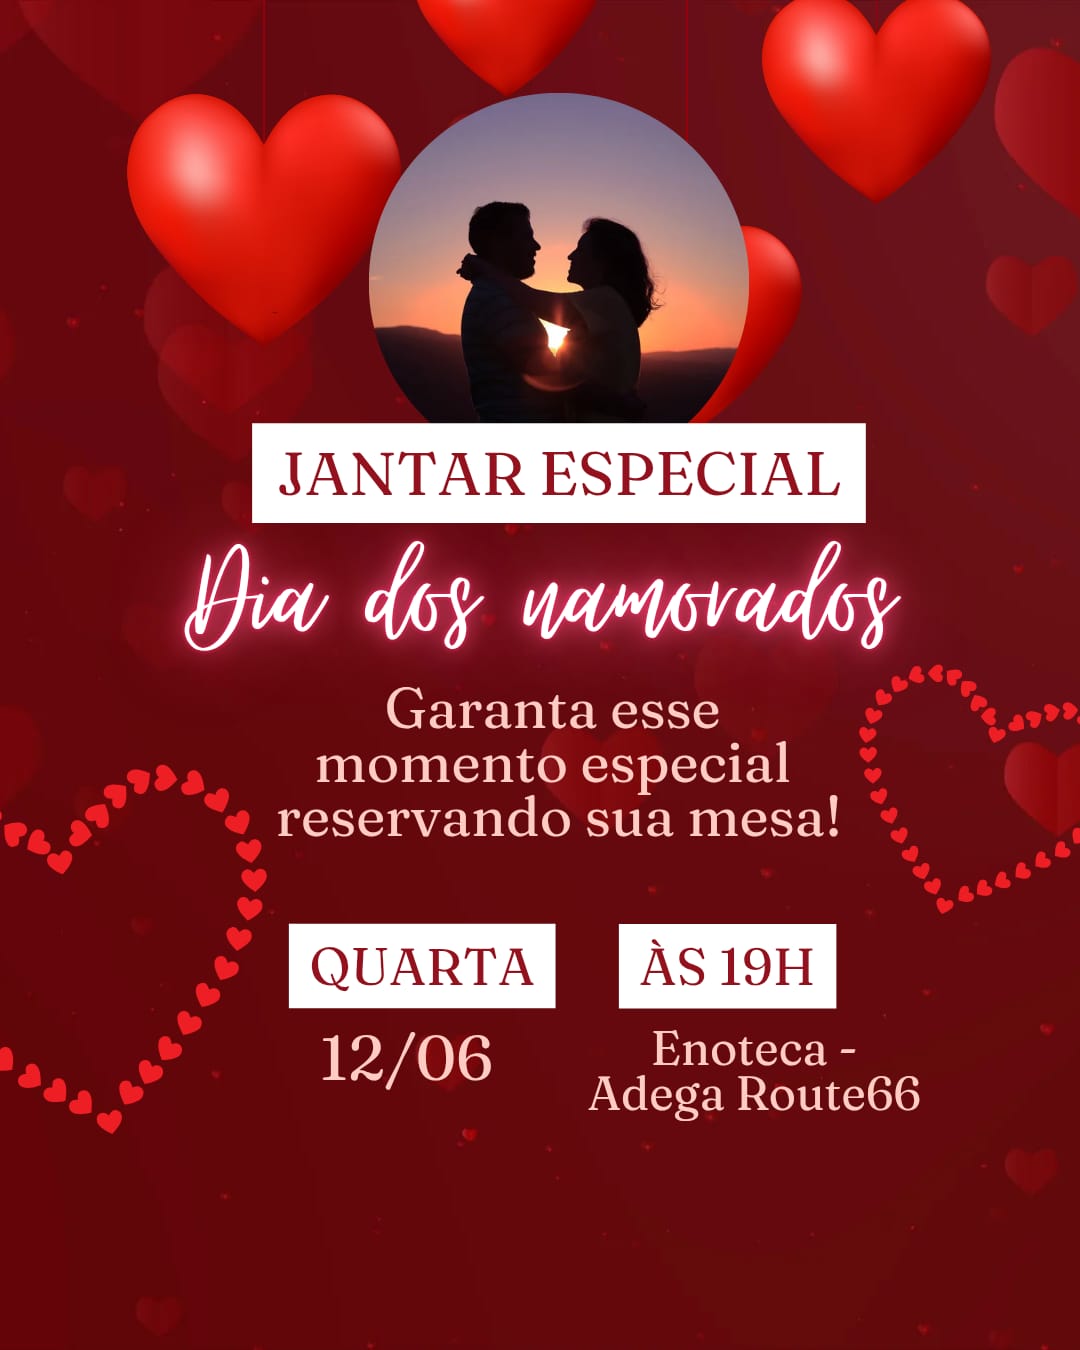 JANTAR ESPECIAL
Dia dos namorados
Garanta esse
momento especial
reservando sua mesa!
QUARTA
12/06
ÀS 19H
Enoteca -
Adega Route66